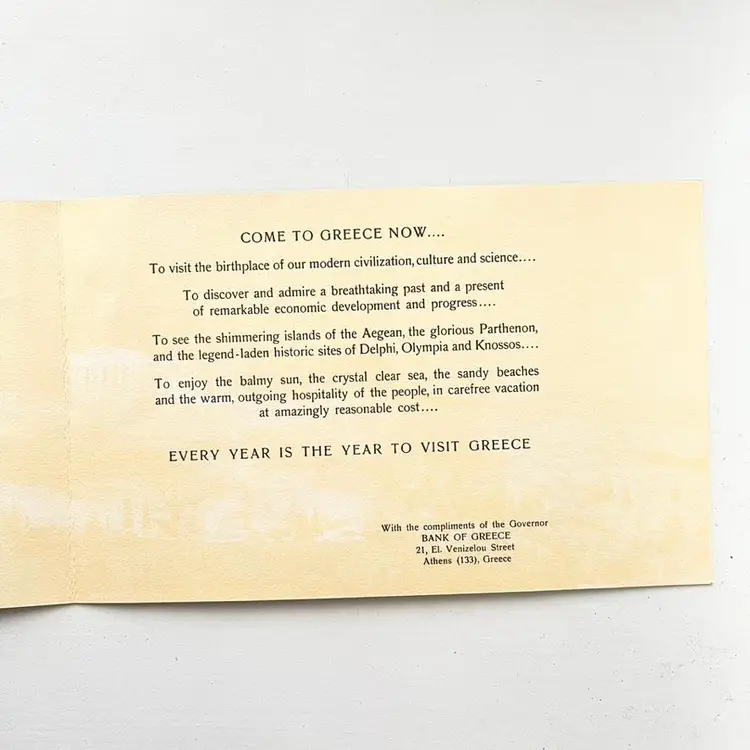 COME TO GREECE NOW....
To visit the birthplace of our modern civilization, culture and science....
To discover and admire a breathtaking past and a present
of remarkable economic development and progress....
To see the shimmering islands of the Aegean, the glorious Parthenon,
and the legend-laden historic sites of Delphi, Olympia and Knossos....
To enjoy the balmy sun, the crystal clear sea, the sandy beaches
and the warm, outgoing hospitality of the people, in carefree vacation
at amazingly reasonable cost....
EVERY YEAR IS THE YEAR TO VISIT GREECE
With the compliments of the Governor
BANK OF GREECE
21, El. Venizelou Street
Athens (133), Greece